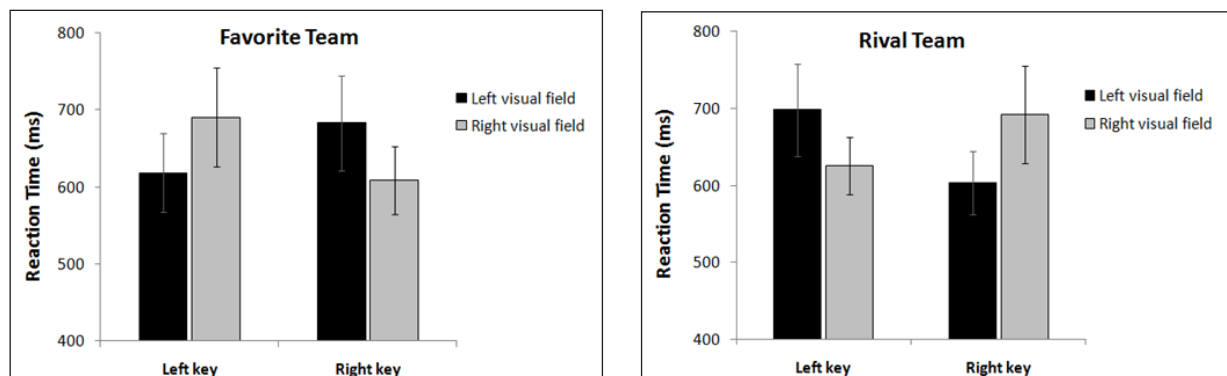 Favorite Team
Reaction Time (ms)
800
700
600
500
400
Left key
Right key
Left visual field
Right visual field
Rival Team
Reaction Time (ms)
800
700
600
500
400
Left key
Right key
Left visual field
Right visual field